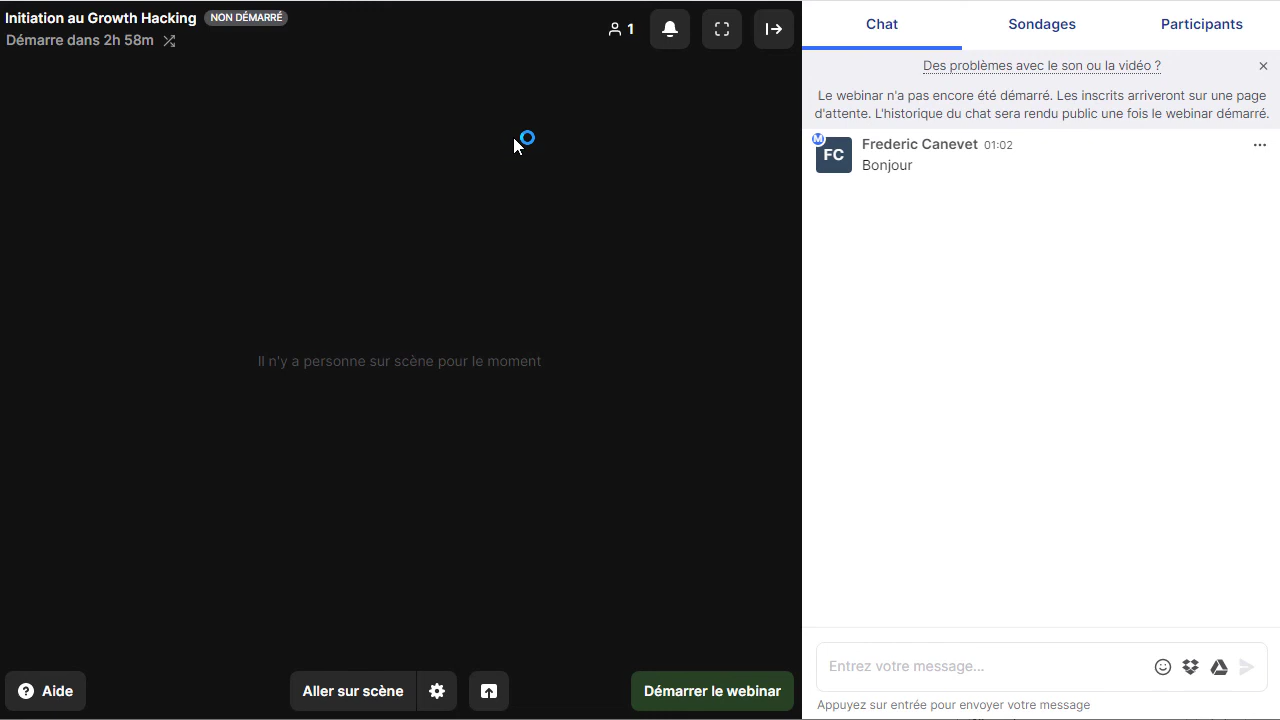 Initiation au Growth Hacking NON DÉMARRÉ
Démarre dans 2h 58m
1
Chat
Sondages
Participants
Des problèmes avec le son ou la vidéo ?
Le webinar n'a pas encore été démarré. Les inscrits arriveront sur une page
d'attente. L'historique du chat sera rendu public une fois le webinar démarré.
M
FC
Frederic Canevet 01:02
Bonjour
Il n'y a personne sur scène pour le moment
Aide
Aller sur scène
Démarrer le webinar
Entrez votre message...
Appuyez sur entrée pour envoyer votre message